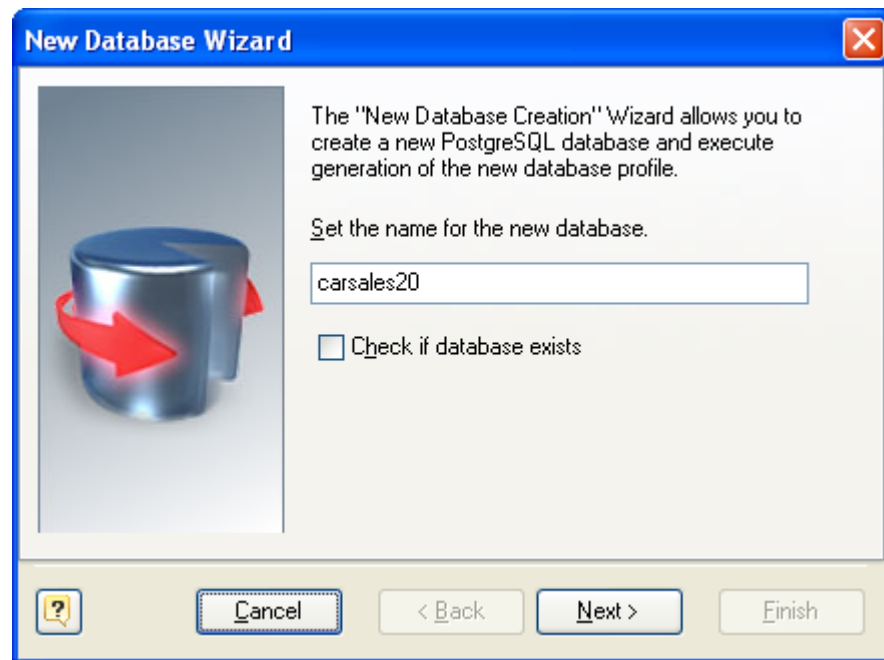 New Database Wizard
The "New Database Creation" Wizard allows you to
create a new PostgreSQL database and execute
generation of the new database profile.
Set the name for the new database.
carsales20
Check if database exists
?
Cancel
< Back
Next >
Finish